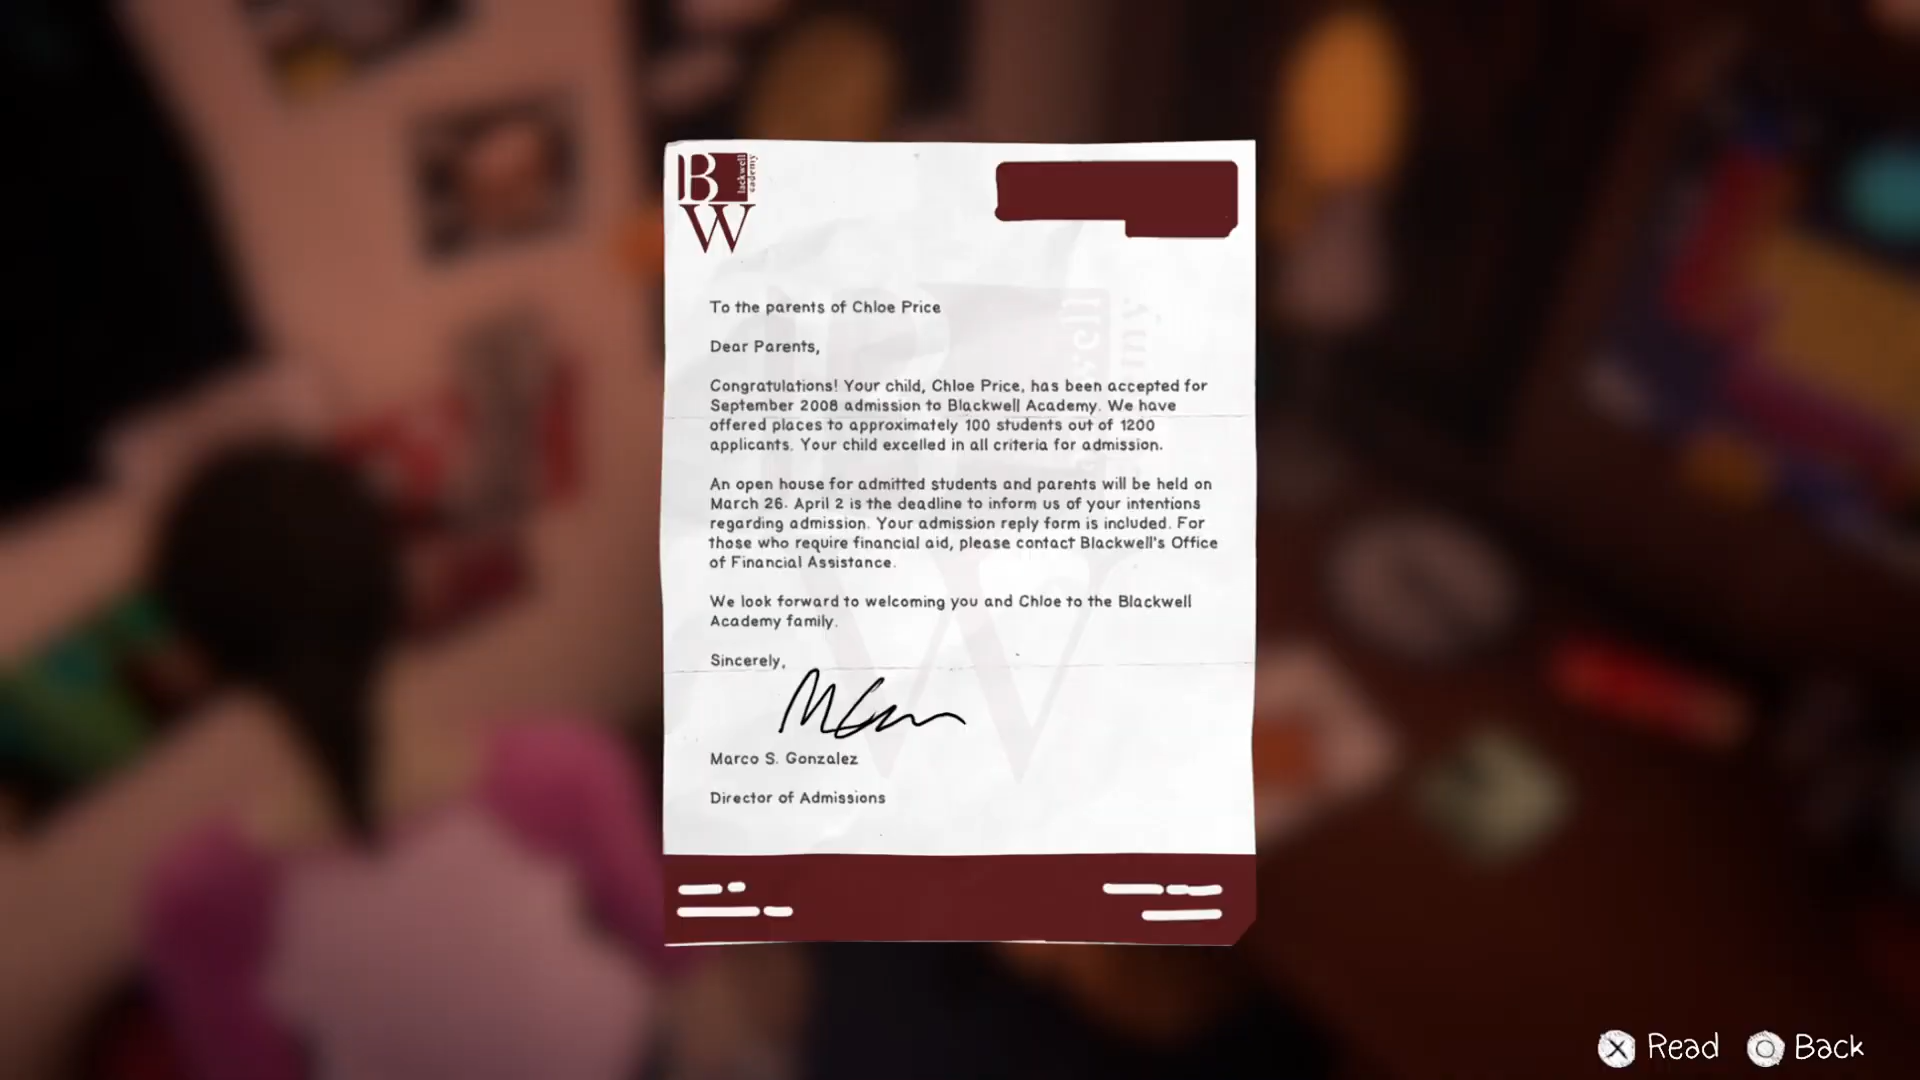 B lackwell
cademy
W
To the parents of Chloe Price
Dear Parents,
Congratulations! Your child, Chloe Price, has been accepted for
September 2008 admission to Blackwell Academy. We have
offered places to approximately 100 students out of 1200
applicants. Your child excelled in all criteria for admission.
An open house for admitted students and parents will be held on
March 26. April 2 is the deadline to inform us of your intentions
regarding admission. Your admission reply form is included. For
those who require financial aid, please contact Blackwell's Office
of Financial Assistance.
We look forward to welcoming you and Chloe to the Blackwell
Academy family.
Sincerely,
Marco S. Gonzalez
Director of Admissions
X Read O Back